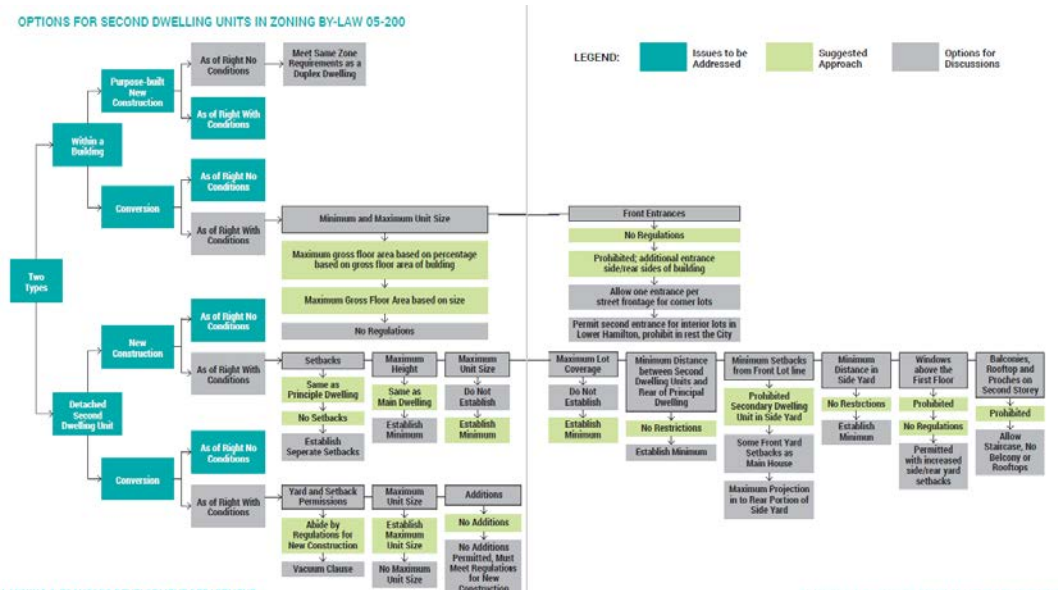 OPTIONS FOR SECOND DWELLING UNITS IN ZONING BY-LAW 05-200
LEGEND:
Issues to be
Addressed
Suggested
Approach
Options for
Discussions
Two
Types
Within a
Building
Purpose-built
New
Construction
As of Right No
Conditions
Meet Same Zone
Requirements as a
Duplex Dwelling
As of Right With
Conditions
Conversion
As of Right No
Conditions
As of Right With
Conditions
Minimum and Maximum Unit Size
Maximum gross floor area based on percentage
based on gross floor area of bulding
Maximum Gross Floor Area based on size
No Regulations
Front Entrances
No Regulations
Prohibited; additional entrance
side/rear sides of building
Allow one entrance per
street frontage for corner lots
Permit second entrance for interior lots in
Lower Hamilton, prohibit in rest the City
Detached
Second
Dwelling Unit
New
Construction
As of Right No
Conditions
As of Right With
Conditions
Setbacks
Same as
Principle Dwelling
No Setbacks
Establish
Seperate Setbacks
Maximum
Height
Same as
Main Dwelling
Establish
Minimum
Maximum
Unit Size
Do Not
Establish
Establish
Minimum
Maximum Lot
Coverage
Do Not
Establish
Establish
Minimum
Minimum Distance
between Second
Dwelling Units and
Rear of Principal
Dwelling
No Restrictions
Establish Minimum
Minimum Setbacks
from Front Lot line
Prohibited
Secondary Dwelling
Unit in Side Yard
Some Front Yard
Setbacks as
Main House
Maximum Projection
in to Rear Portion of
Side Yard
Minimum
Distance in
Side Yard
No Restrictions
Establish
Minimun
Windows
above the
First Floor
Prohibited
No Regulations
Permitted
with increased
side/rear yard
setbacks
Balconies,
Rooftop and
Proches on
Second Storey
Prohibited
Allow
Staircase, No
Belcony or
Rooftops
Conversion
As of Right No
Conditions
As of Right With
Conditions
Yard and Setback
Permissions
Abide by
Regulations for
New Construction
Vacuum Clause
Maximum
Unit Size
Establish
Maximum
Unit Size
No Maximum
Unit Size
Additions
No Additions
No Additions
Permitted, Must
Meet Regulations
for New
Construction